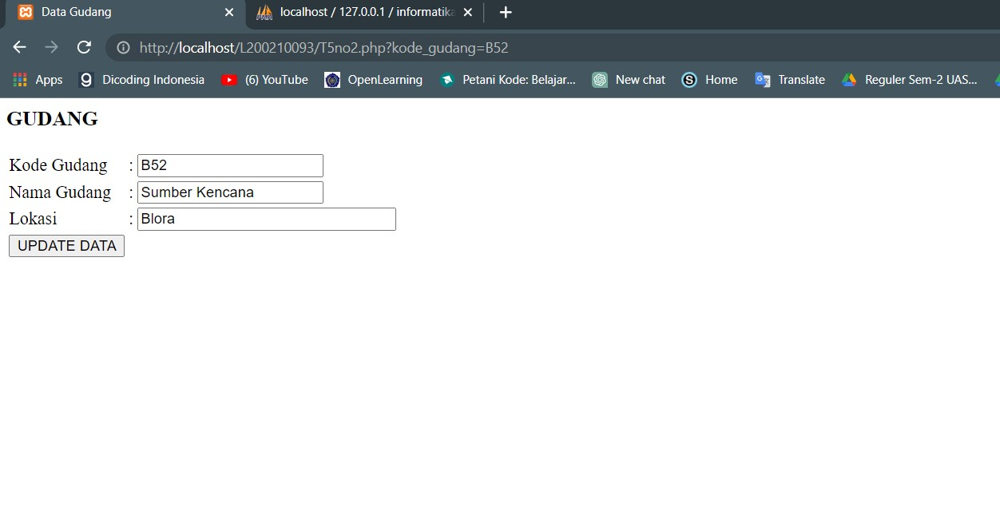 Data Gudang
localhost / 127.0.0.1 / informatika
http://localhost/L200210093/T5no2.php?kode_gudang=B52
Apps Dicoding Indonesia (6) YouTube OpenLearning Petani Kode: Belajar... New chat Home Translate Reguler Sem-2 UAS...
GUDANG
Kode Gudang : B52
Nama Gudang : Sumber Kencana
Lokasi : Blora
UPDATE DATA